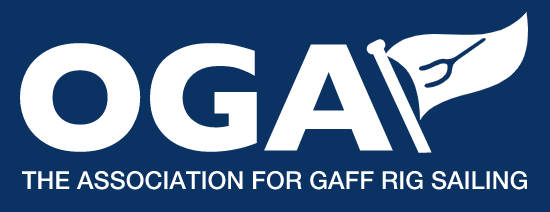 OGA
THE ASSOCIATION FOR GAFF RIG SAILING